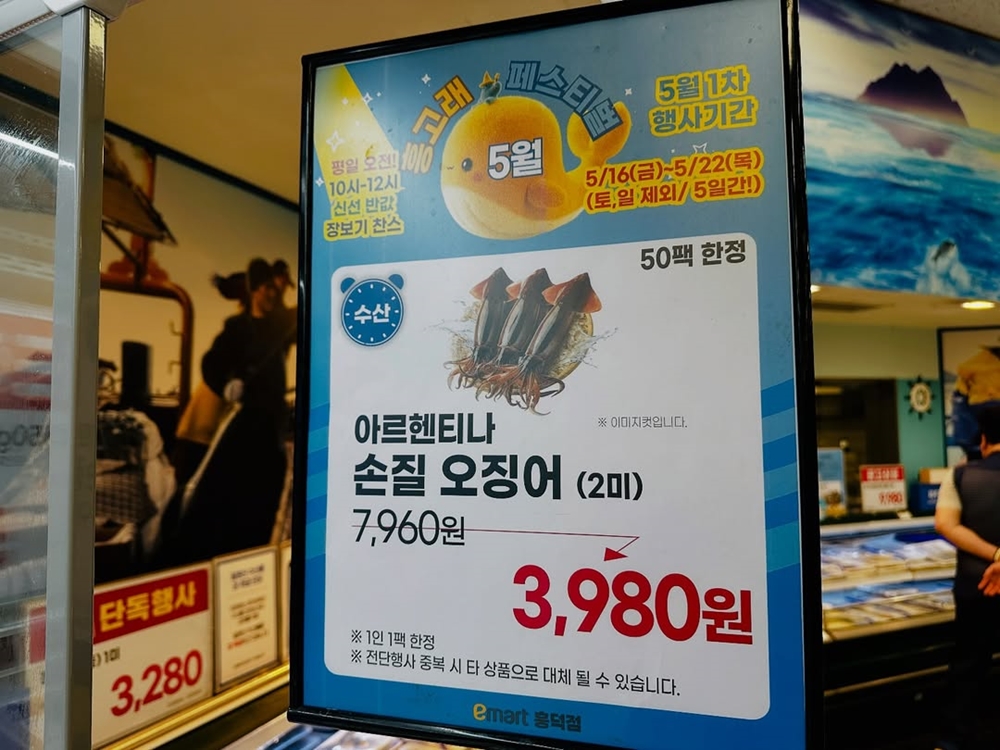 흥고래 페스티벌
5월
5월 1차
행사기간
5/16(금)~5/22(목)
(토,일 제외/ 5일간!)
평일 오전!
10시-12시
신선 반값
장보기 찬스
50팩 한정
수산
※ 이미지컷입니다.
아르헨티나
손질 오징어 (2미)
7,960원
3,980원
※ 1인 1팩 한정
※ 전단행사 중복 시 타 상품으로 대체 될 수 있습니다.
emart 흥덕점
단독행사
1미
3,280